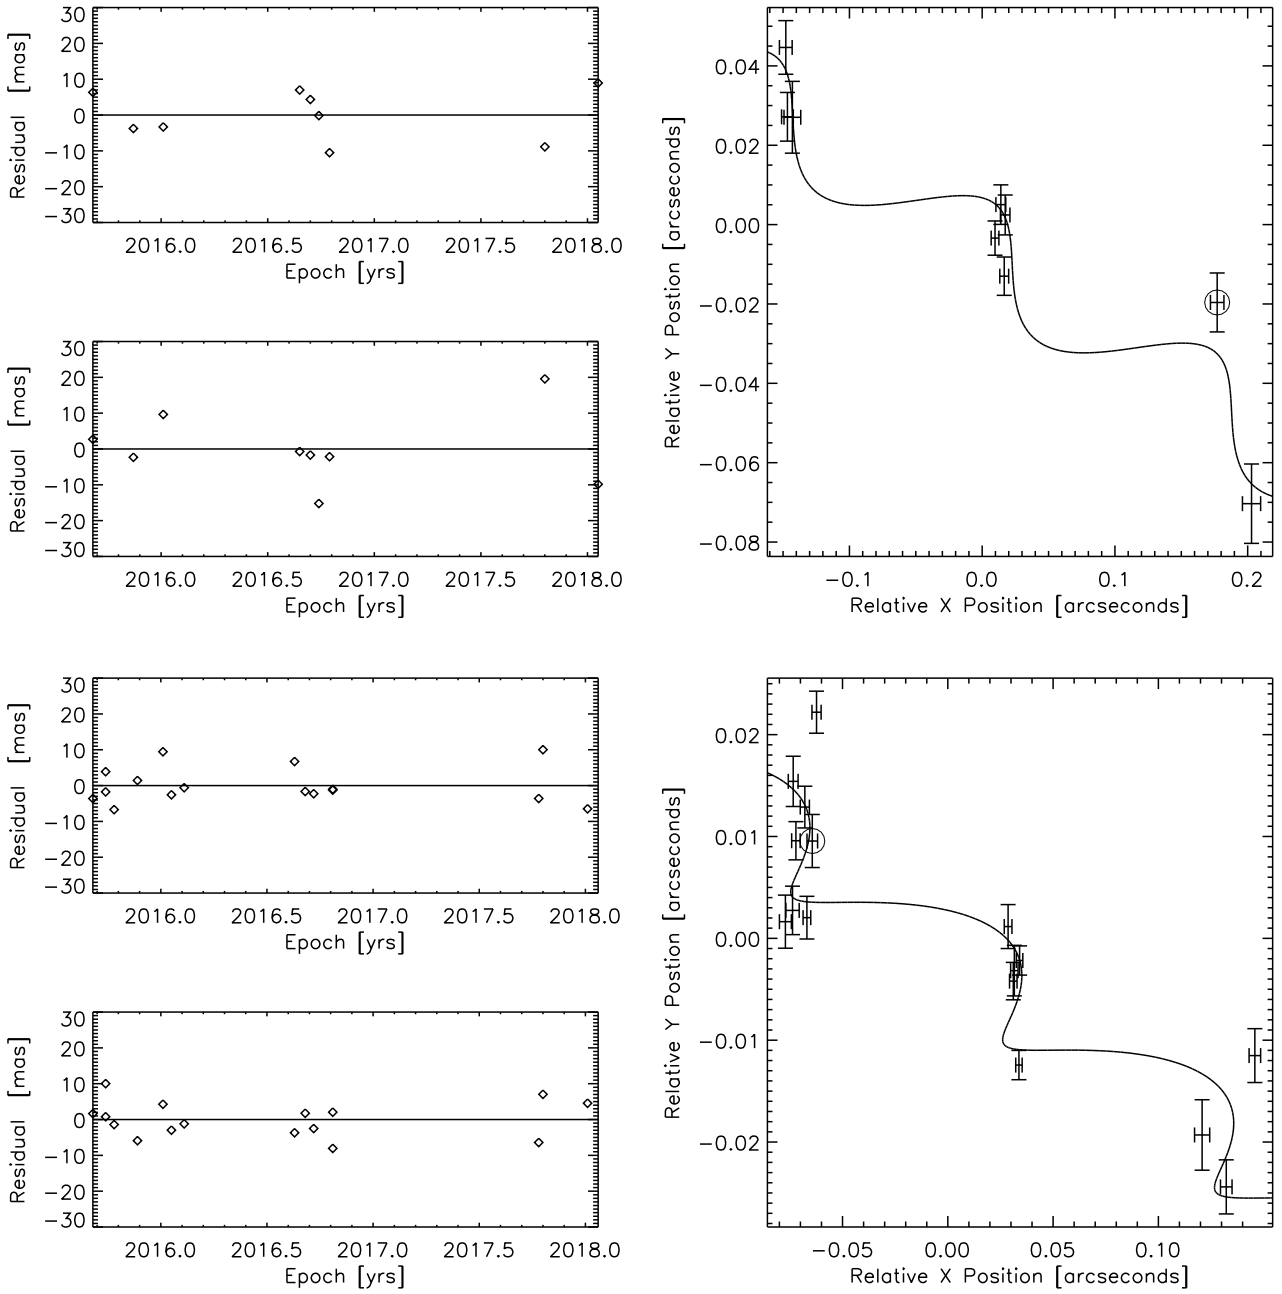 30
20
10
0
−10
−20
−30
Residual [mas]
2016.0 2016.5 2017.0 2017.5 2018.0
Epoch [yrs]
30
20
10
0
−10
−20
−30
Residual [mas]
2016.0 2016.5 2017.0 2017.5 2018.0
Epoch [yrs]
0.04
0.02
0.00
−0.02
−0.04
−0.06
−0.08
Relative Y Postion [arcseconds]
−0.1 0.0 0.1 0.2
Relative X Position [arcseconds]
30
20
10
0
−10
−20
−30
Residual [mas]
2016.0 2016.5 2017.0 2017.5 2018.0
Epoch [yrs]
30
20
10
0
−10
−20
−30
Residual [mas]
2016.0 2016.5 2017.0 2017.5 2018.0
Epoch [yrs]
0.02
0.01
0.00
−0.01
−0.02
Relative Y Postion [arcseconds]
−0.05 0.00 0.05 0.10
Relative X Position [arcseconds]